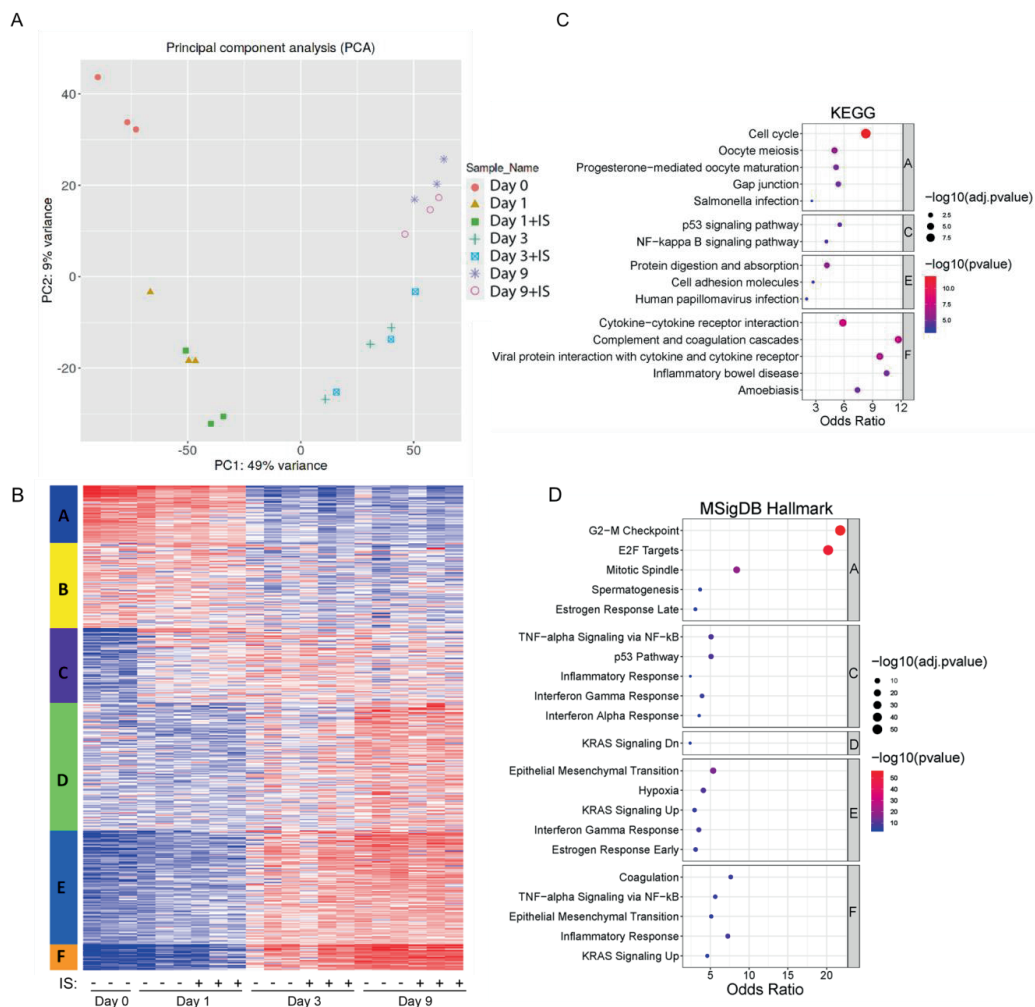 A
Principal component analysis (PCA)
PC2: 9% variance
40
20
0
-20
-50
0
50
PC1: 49% variance
Sample_Name
Day 0
Day 1
Day 1+IS
Day 3
Day 3+IS
Day 9
Day 9+IS
B
A
B
C
D
E
F
IS: - - - - - - + + + - - - + + + - - - + + +
Day 0 Day 1 Day 3 Day 9
C
KEGG
Cell cycle
Oocyte meiosis
Progesterone-mediated oocyte maturation
Gap junction
Salmonella infection
A
p53 signaling pathway
NF-kappa B signaling pathway
C
Protein digestion and absorption
Cell adhesion molecules
Human papillomavirus infection
E
Cytokine-cytokine receptor interaction
Complement and coagulation cascades
Viral protein interaction with cytokine and cytokine receptor
Inflammatory bowel disease
Amoebiasis
F
3 6 9 12
Odds Ratio
-log10(adj.pvalue)
2.5
5.0
7.5
-log10(pvalue)
10.0
7.5
5.0
D
MSigDB Hallmark
G2-M Checkpoint
E2F Targets
Mitotic Spindle
Spermatogenesis
Estrogen Response Late
A
TNF-alpha Signaling via NF-kB
p53 Pathway
Inflammatory Response
Interferon Gamma Response
Interferon Alpha Response
C
KRAS Signaling Dn
D
Epithelial Mesenchymal Transition
Hypoxia
KRAS Signaling Up
Interferon Gamma Response
Estrogen Response Early
E
Coagulation
TNF-alpha Signaling via NF-kB
Epithelial Mesenchymal Transition
Inflammatory Response
KRAS Signaling Up
F
5 10 15 20
Odds Ratio
-log10(adj.pvalue)
10
20
30
40
50
-log10(pvalue)
50
40
30
20
10